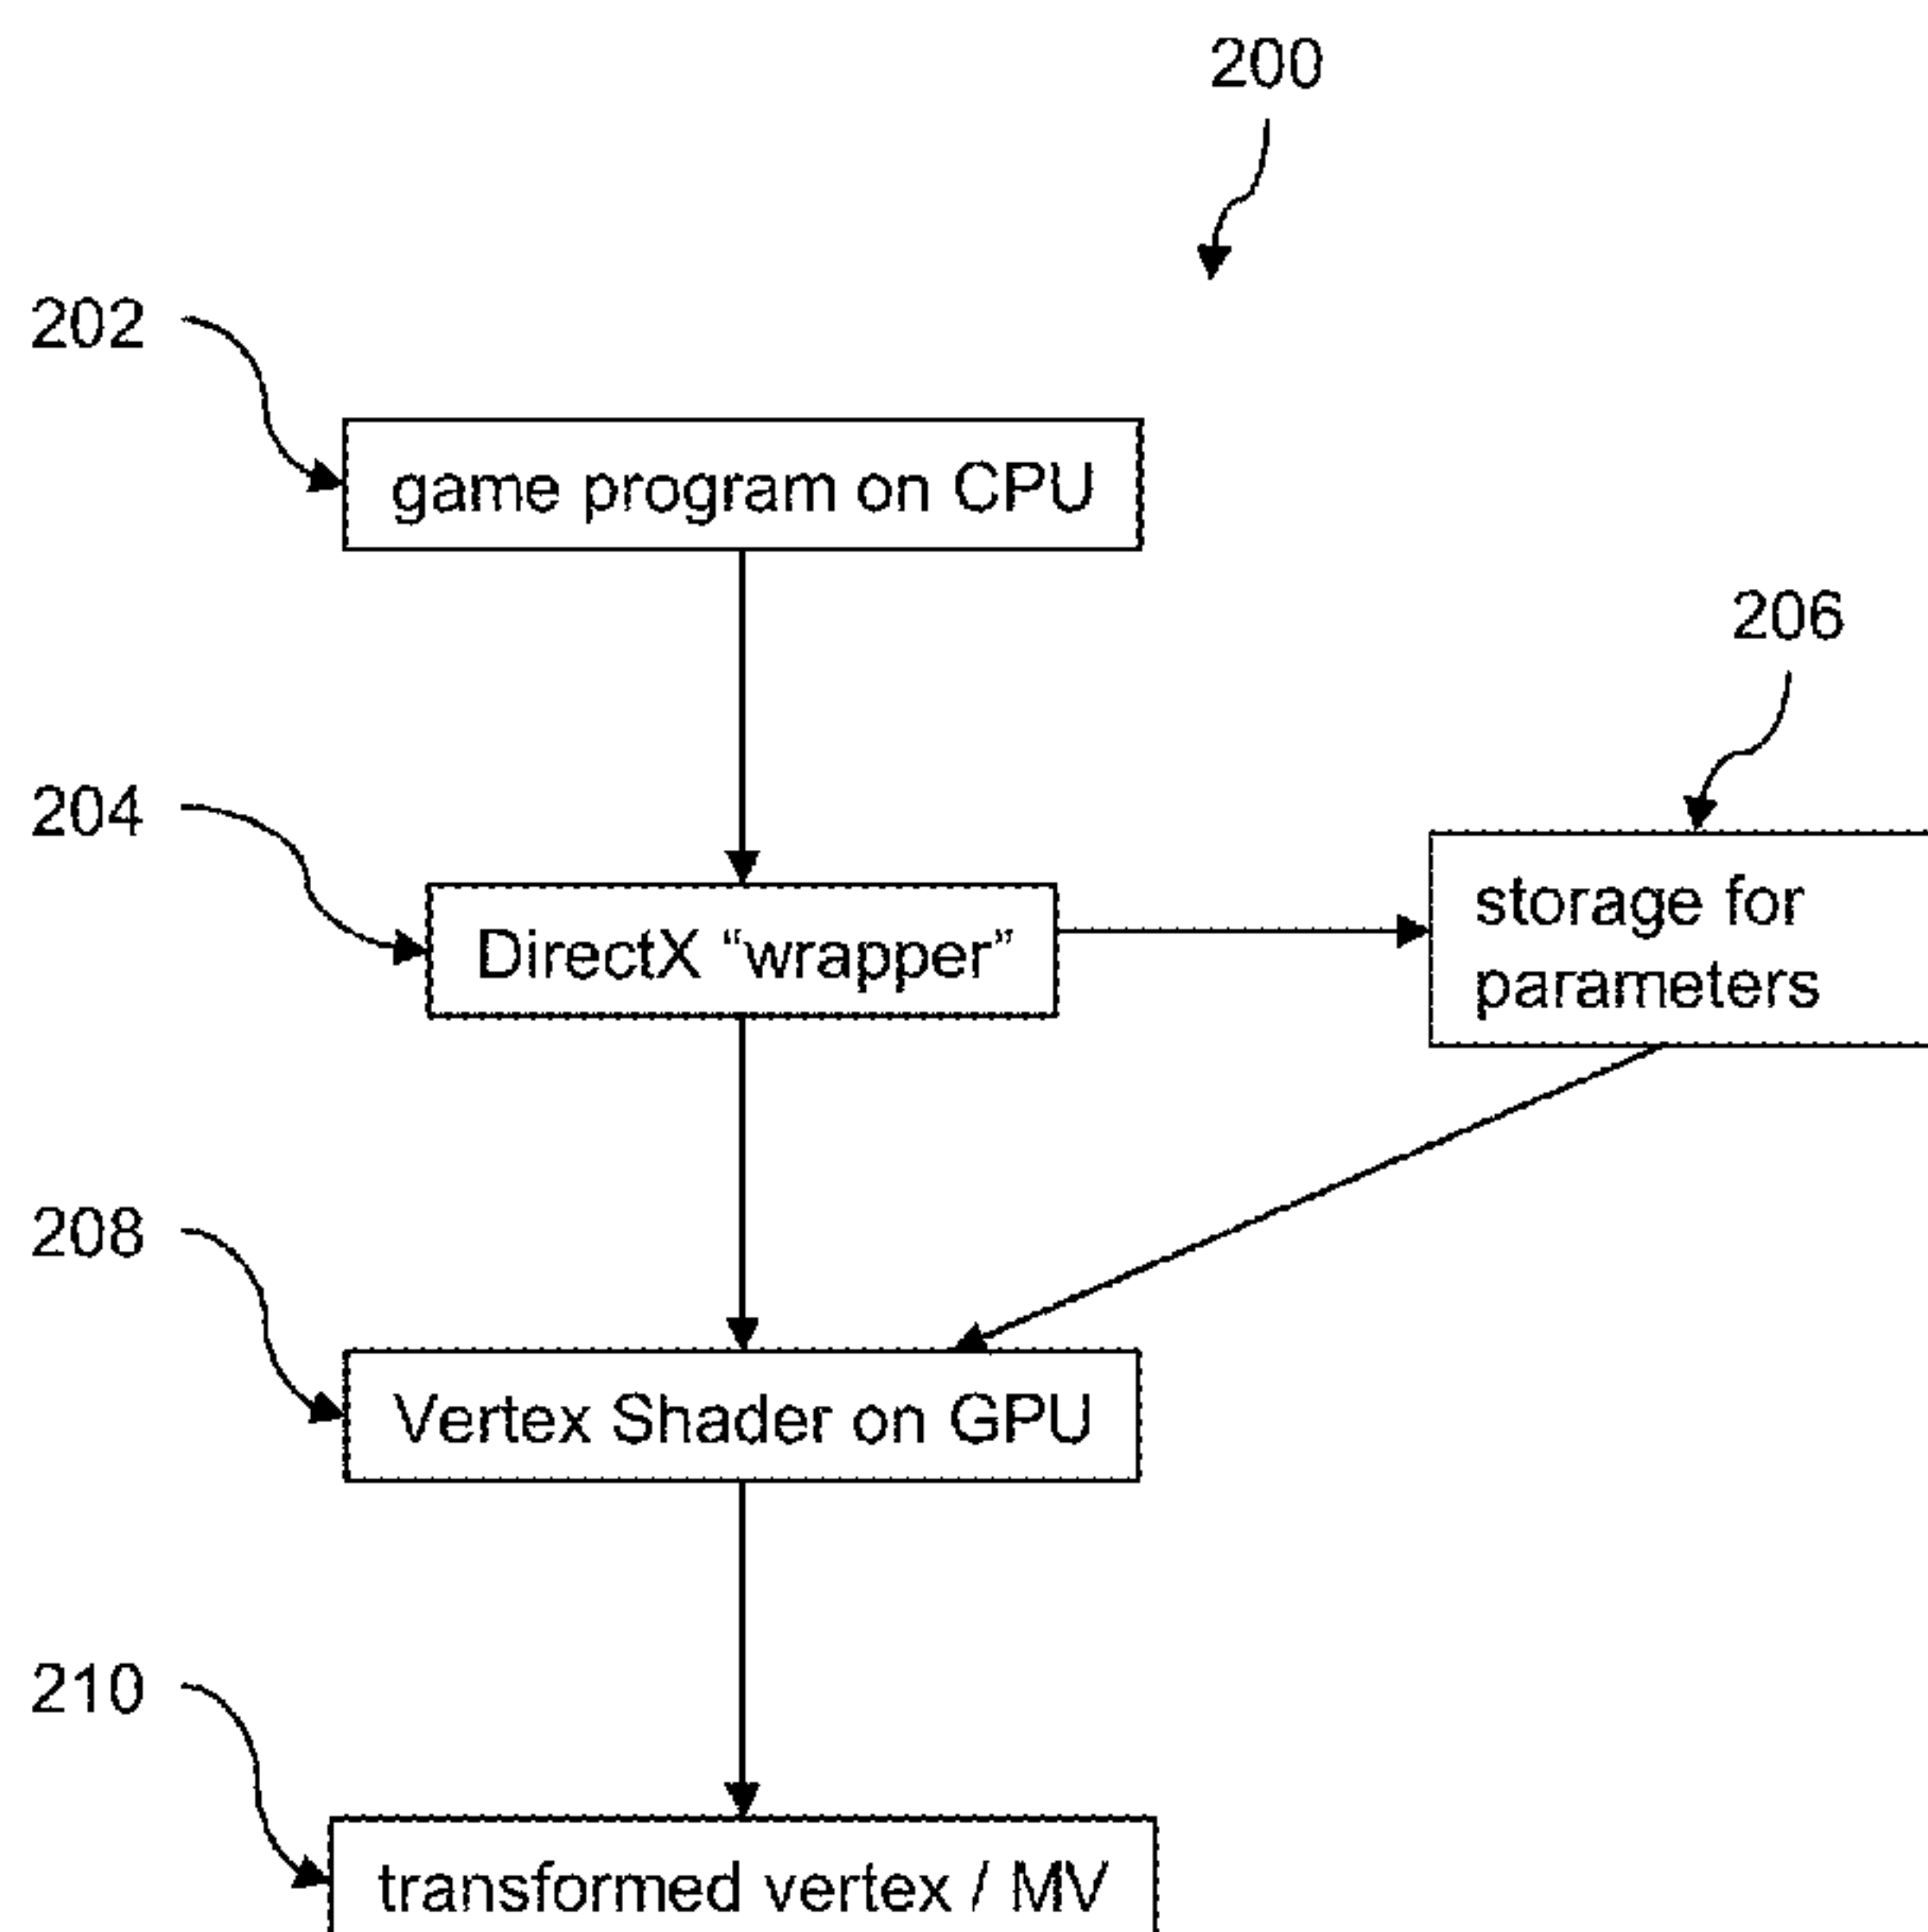 200
202
game program on CPU
206
204
storage for
parameters
DirectX “wrapper”
208
Vertex Shader on GPU
210
transformed vertex / MV